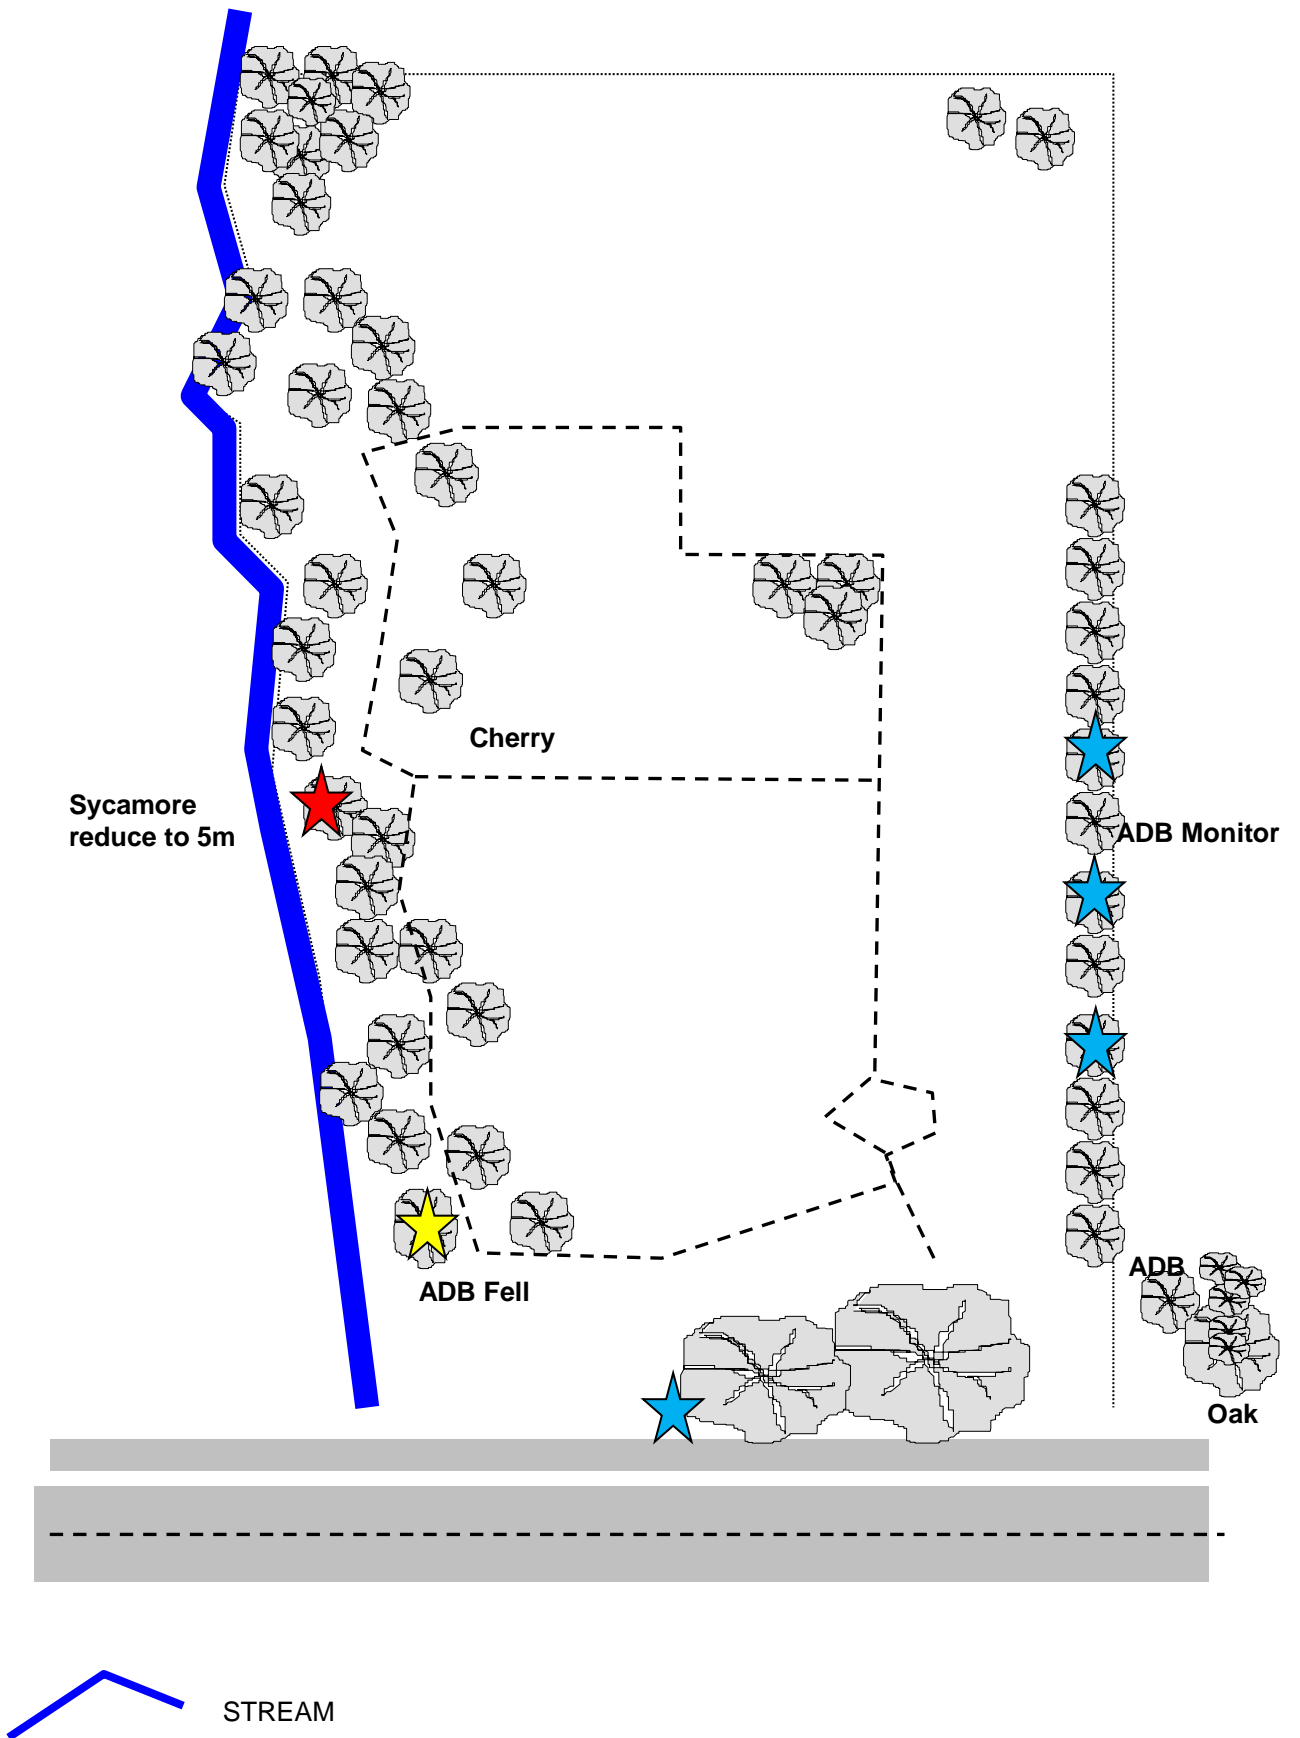 Cherry
Sycamore
reduce to 5m
ADB Monitor
ADB
ADB Fell
Oak
STREAM